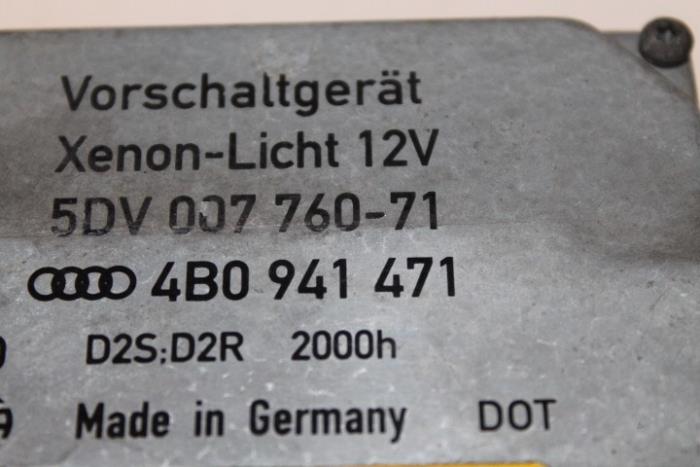 Vorschaltgerät
Xenon-Licht 12V
5DV 007 760-71
4B0 941 471
D2S;D2R 2000h
Made in Germany DOT